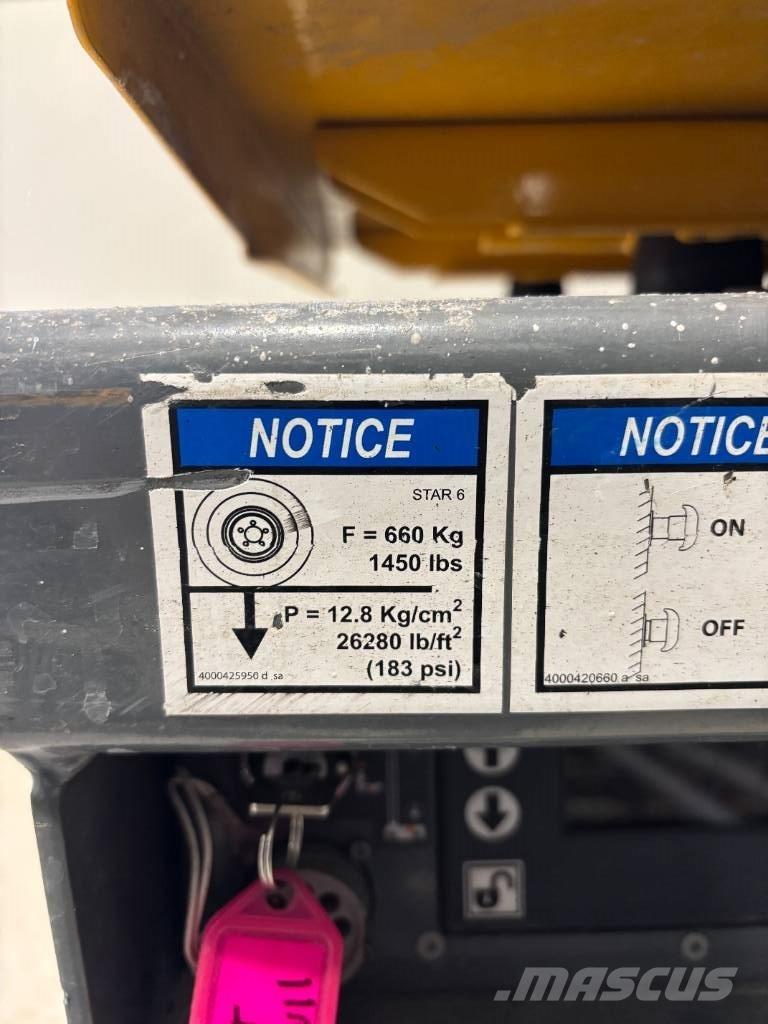 NOTICE
STAR 6
F = 660 Kg
1450 lbs
P = 12.8 Kg/cm²
26280 lb/ft²
(183 psi)
4000425950 d sa
NOTICE
ON
OFF
4000420660 a sa
MASCUS